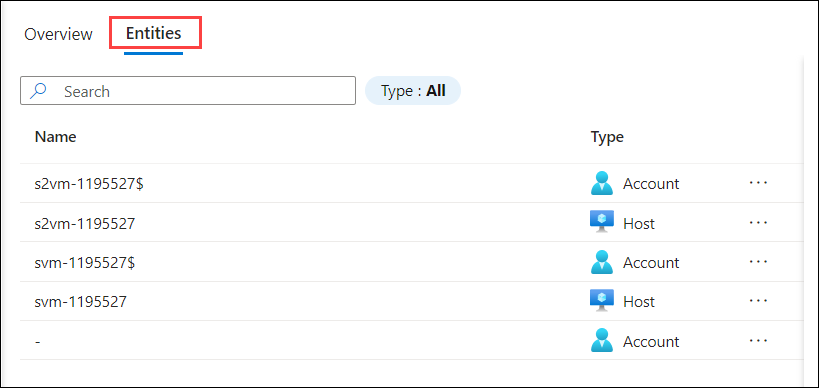 Overview Entities
Search Type : All
Name Type
s2vm-1195527$ Account ...
s2vm-1195527 Host ...
svm-1195527$ Account ...
svm-1195527 Host ...
- Account ...